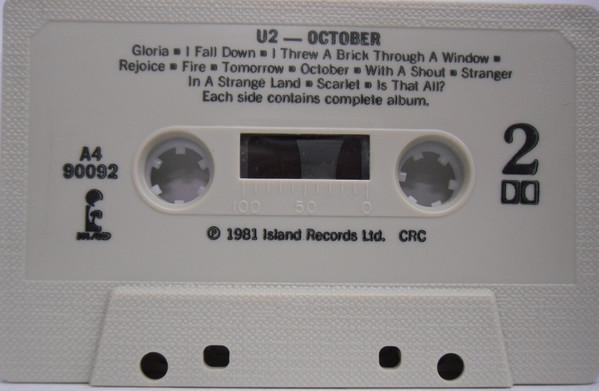 U2 — OCTOBER
Gloria ▪ I Fall Down ▪ I Threw A Brick Through A Window ▪
Rejoice ▪ Fire ▪ Tomorrow ▪ October ▪ With A Shout ▪ Stranger
In A Strange Land ▪ Scarlet ▪ Is That All?
Each side contains complete album.
A4
90092
ISLAND
2
100 50 0
℗ 1981 Island Records Ltd. CRC